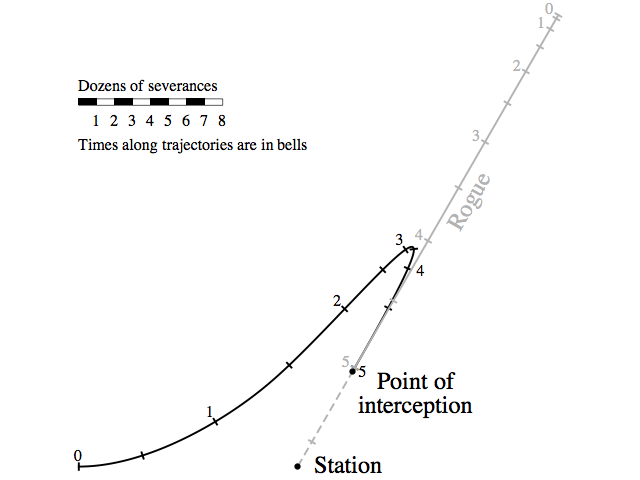 0
1
Dozens of severances
2
1 2 3 4 5 6 7 8
3
Times along trajectories are in bells
Rogue
3
4
4
2
5
5
Point of
interception
1
0
Station